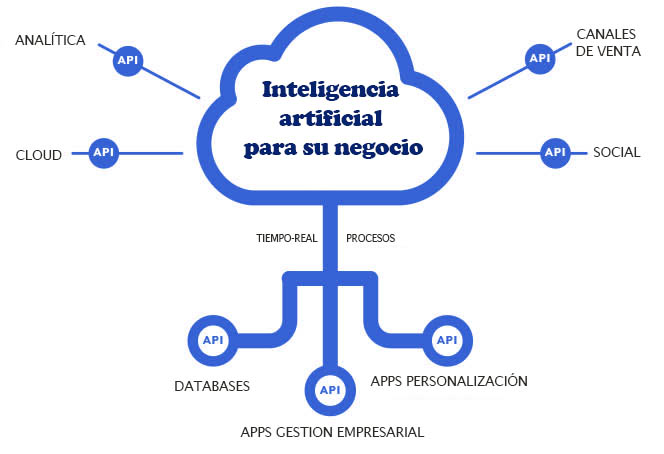 ANALÍTICA
API
API
CANALES
DE VENTA
Inteligencia
artificial
para su negocio
CLOUD
API
API
SOCIAL
TIEMPO-REAL
PROCESOS
API
API
DATABASES
API
APPS PERSONALIZACIÓN
APPS GESTION EMPRESARIAL